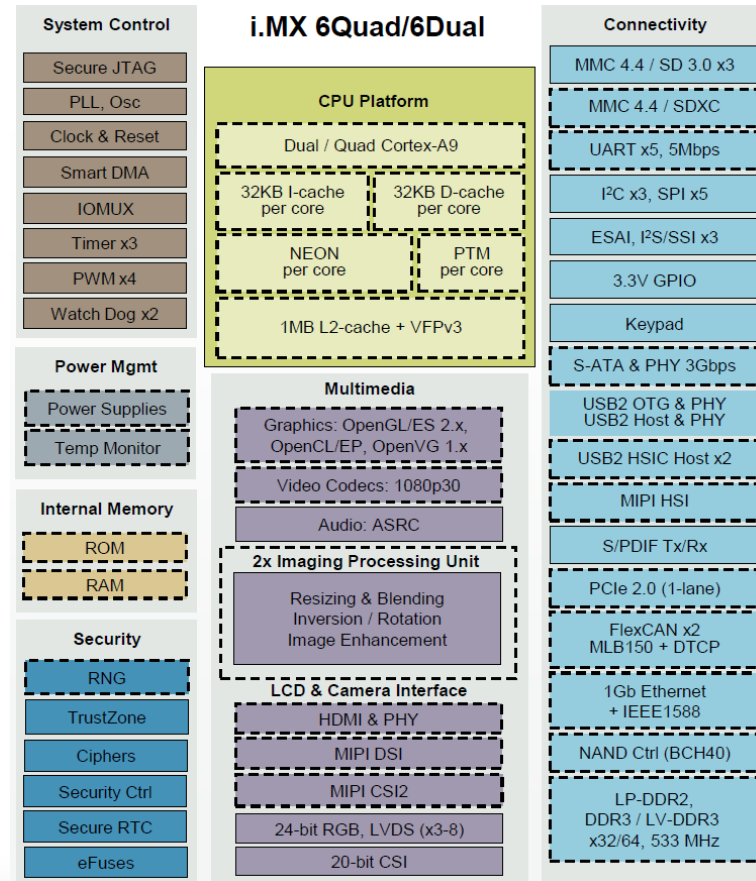 System Control
Secure JTAG
PLL, Osc
Clock & Reset
Smart DMA
IOMUX
Timer x3
PWM x4
Watch Dog x2
Power Mgmt
Power Supplies
Temp Monitor
Internal Memory
ROM
RAM
Security
RNG
TrustZone
Ciphers
Security Ctrl
Secure RTC
eFuses
i.MX 6Quad/6Dual
CPU Platform
Dual / Quad Cortex-A9
32KB I-cache
per core
32KB D-cache
per core
NEON
per core
PTM
per core
1MB L2-cache + VFPv3
Multimedia
Graphics: OpenGL/ES 2.x,
OpenCL/EP, OpenVG 1.x
Video Codecs: 1080p30
Audio: ASRC
2x Imaging Processing Unit
Resizing & Blending
Inversion / Rotation
Image Enhancement
LCD & Camera Interface
HDMI & PHY
MIPI DSI
MIPI CSI2
24-bit RGB, LVDS (x3-8)
20-bit CSI
Connectivity
MMC 4.4 / SD 3.0 x3
MMC 4.4 / SDXC
UART x5, 5Mbps
I²C x3, SPI x5
ESAI, I²S/SSI x3
3.3V GPIO
Keypad
S-ATA & PHY 3Gbps
USB2 OTG & PHY
USB2 Host & PHY
USB2 HSIC Host x2
MIPI HSI
S/PDIF Tx/Rx
PCIe 2.0 (1-lane)
FlexCAN x2
MLB150 + DTCP
1Gb Ethernet
+ IEEE1588
NAND Ctrl (BCH40)
LP-DDR2,
DDR3 / LV-DDR3
x32/64, 533 MHz